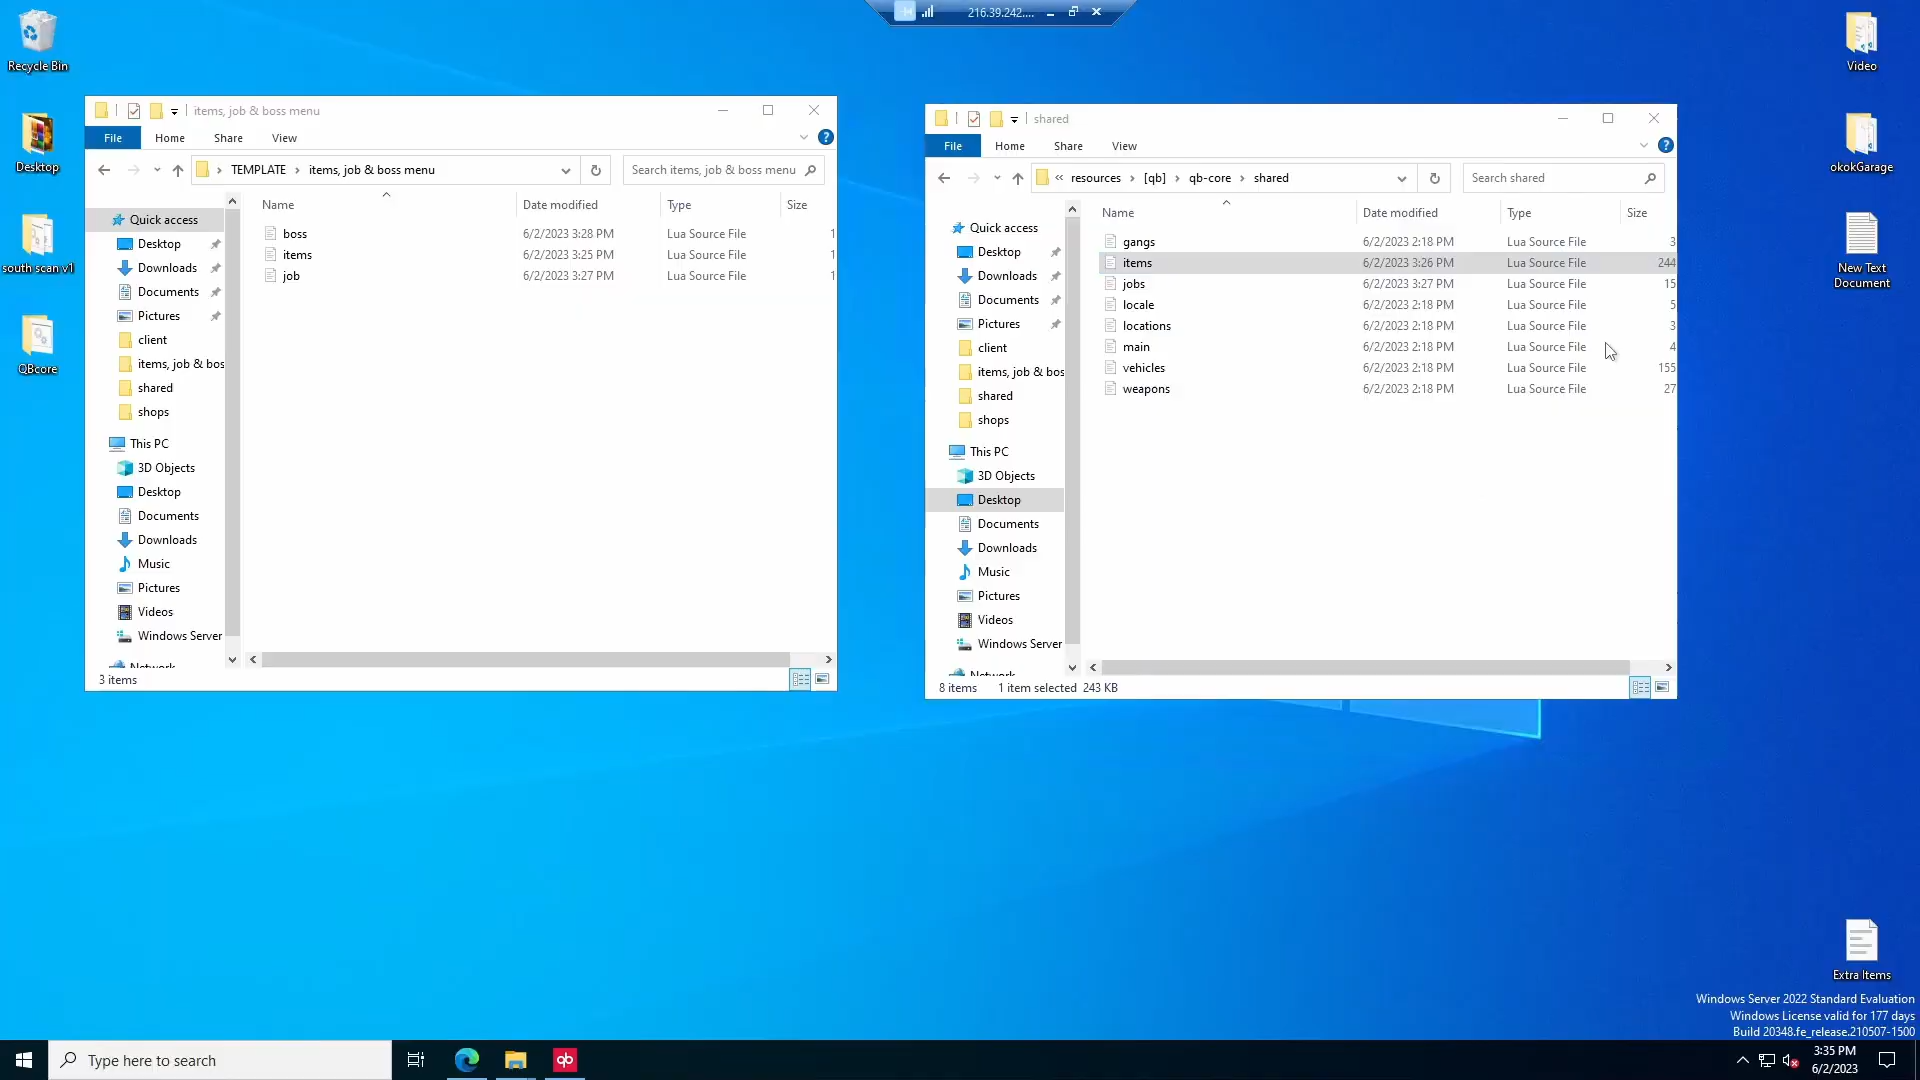 216.39.242....
Recycle Bin
Desktop
south scan v1
QBcore
Video
okokGarage
New Text
Document
Extra Items
items, job & boss menu
File Home Share View
TEMPLATE > items, job & boss menu
Search items, job & boss menu
Name Date modified Type Size
boss 6/2/2023 3:28 PM Lua Source File 1
items 6/2/2023 3:25 PM Lua Source File 1
job 6/2/2023 3:27 PM Lua Source File 1
Quick access
Desktop
Downloads
Documents
Pictures
client
items, job & bos
shared
shops
This PC
3D Objects
Desktop
Documents
Downloads
Music
Pictures
Videos
Windows Server
Network
3 items
shared
File Home Share View
« resources > [qb] > qb-core > shared
Search shared
Name Date modified Type Size
gangs 6/2/2023 2:18 PM Lua Source File 3
items 6/2/2023 3:26 PM Lua Source File 244
jobs 6/2/2023 3:27 PM Lua Source File 15
locale 6/2/2023 2:18 PM Lua Source File 5
locations 6/2/2023 2:18 PM Lua Source File 3
main 6/2/2023 2:18 PM Lua Source File 4
vehicles 6/2/2023 2:18 PM Lua Source File 155
weapons 6/2/2023 2:18 PM Lua Source File 27
Quick access
Desktop
Downloads
Documents
Pictures
client
items, job & bos
shared
shops
This PC
3D Objects
Desktop
Documents
Downloads
Music
Pictures
Videos
Windows Server
Network
8 items 1 item selected 243 KB
Windows Server 2022 Standard Evaluation
Windows License valid for 177 days
Build 20348.fe_release.210507-1500
Type here to search
qb
3:35 PM
6/2/2023